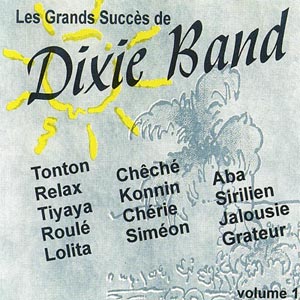 Les Grands Succès de
Dixie Band
Tonton
Relax
Tiyaya
Roulé
Lolita
Chêché
Konnin
Chérie
Siméon
Aba
Sirilien
Jalousie
Grateur
volume 1